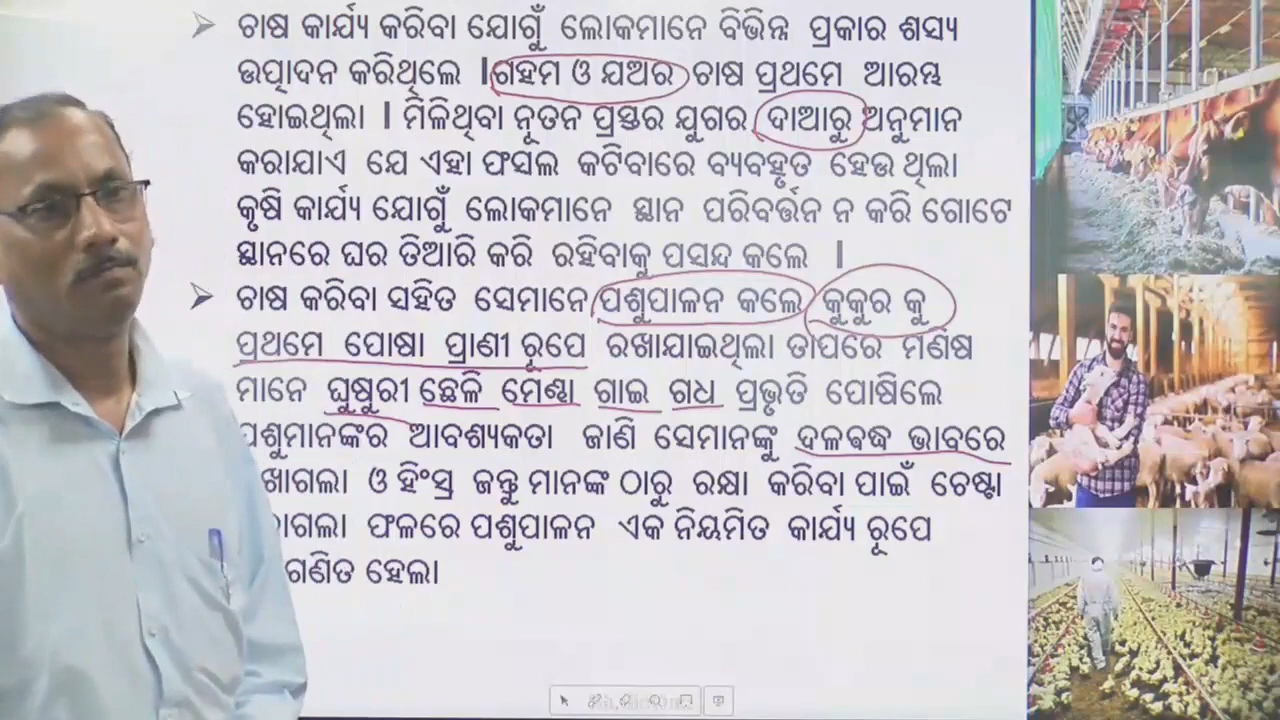 ଚାଷ କାର୍ଯ୍ୟ କରିବା ଯୋଗୁଁ ଲୋକମାନେ ବିଭିନ୍ନ ପ୍ରକାର ଶସ୍ୟ
ଉତ୍ପାଦନ କରିଥିଲେ । ଗହମ ଓ ଯଅର ଚାଷ ପ୍ରଥମେ ଆରମ୍ଭ
ହୋଇଥିଲା । ମିଳିଥିବା ନୂତନ ପ୍ରସ୍ତର ଯୁଗର ଦାଆରୁ ଅନୁମାନ
କରାଯାଏ ଯେ ଏହା ଫସଲ କଟିବାରେ ବ୍ୟବହୃତ ହେଉ ଥିଲା
କୃଷି କାର୍ଯ୍ୟ ଯୋଗୁଁ ଲୋକମାନେ ସ୍ଥାନ ପରିବର୍ତ୍ତନ ନ କରି ଗୋଟେ
ସ୍ଥାନରେ ଘର ତିଆରି କରି ରହିବାକୁ ପସନ୍ଦ କଲେ ।
ଚାଷ କରିବା ସହିତ ସେମାନେ ପଶୁପାଳନ କଲେ କୁକୁର କୁ
ପ୍ରଥମେ ପୋଷା ପ୍ରାଣୀ ରୂପେ ରଖାଯାଇଥିଲା ତାପରେ ମଣିଷ
ମାନେ ଘୁଷୁରୀ ଛେଳି ମେଣ୍ଢା ଗାଇ ଗଧ ପ୍ରଭୃତି ପୋଷିଲେ
ପଶୁମାନଙ୍କର ଆବଶ୍ୟକତା ଜାଣି ସେମାନଙ୍କୁ ଦଳବଦ୍ଧ ଭାବରେ
ଖାଗଲା ଓ ହିଂସ୍ର ଜନ୍ତୁ ମାନଙ୍କ ଠାରୁ ରକ୍ଷା କରିବା ପାଇଁ ଚେଷ୍ଟା
ଗଲା ଫଳରେ ପଶୁପାଳନ ଏକ ନିୟମିତ କାର୍ଯ୍ୟ ରୂପେ
ଗଣିତ ହେଲା